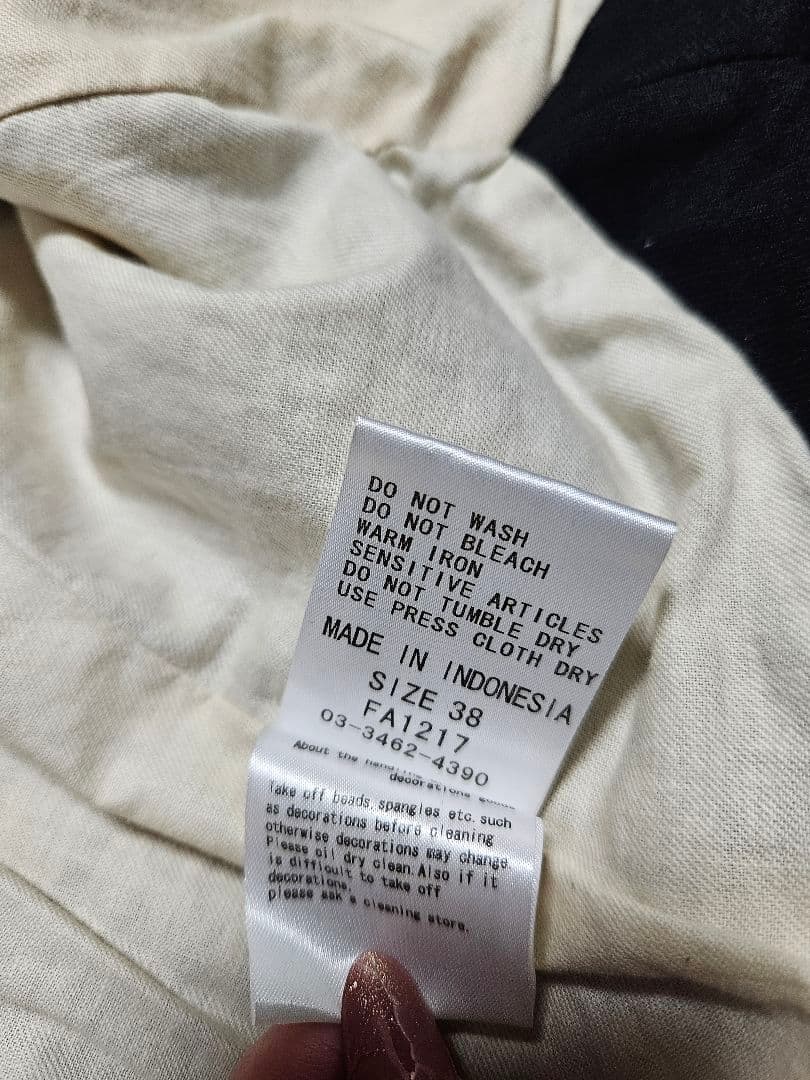 DO NOT WASH
DO NOT BLEACH
WARM IRON
SENSITIVE ARTICLES
DO NOT TUMBLE DRY
USE PRESS CLOTH DRY
MADE IN INDONESIA
SIZE 38
FA1217
03-3462-4390
About the
decorations
Take off beads, spangles etc. such
as decorations before cleaning
otherwise decorations may change.
Please oil dry clean. Also if it
is difficult to take off
decorations,
please ask a cleaning store.